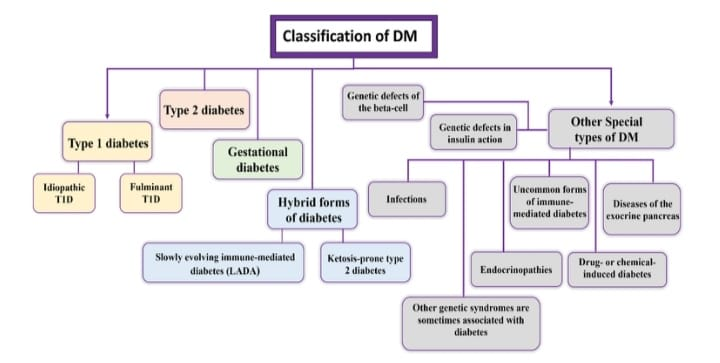 Classification of DM
Type 1 diabetes
Idiopathic
TID
Fulminant
TID
Type 2 diabetes
Gestational
diabetes
Hybrid forms
of diabetes
Slowly evolving immune-mediated
diabetes (LADA)
Ketosis-prone type
2 diabetes
Other Special
types of DM
Genetic defects of
the beta-cell
Genetic defects in
insulin action
Infections
Other genetic syndromes are
sometimes associated with
diabetes
Endocrinopathies
Uncommon forms
of immune-
mediated diabetes
Drug- or chemical-
induced diabetes
Diseases of the
exocrine pancreas